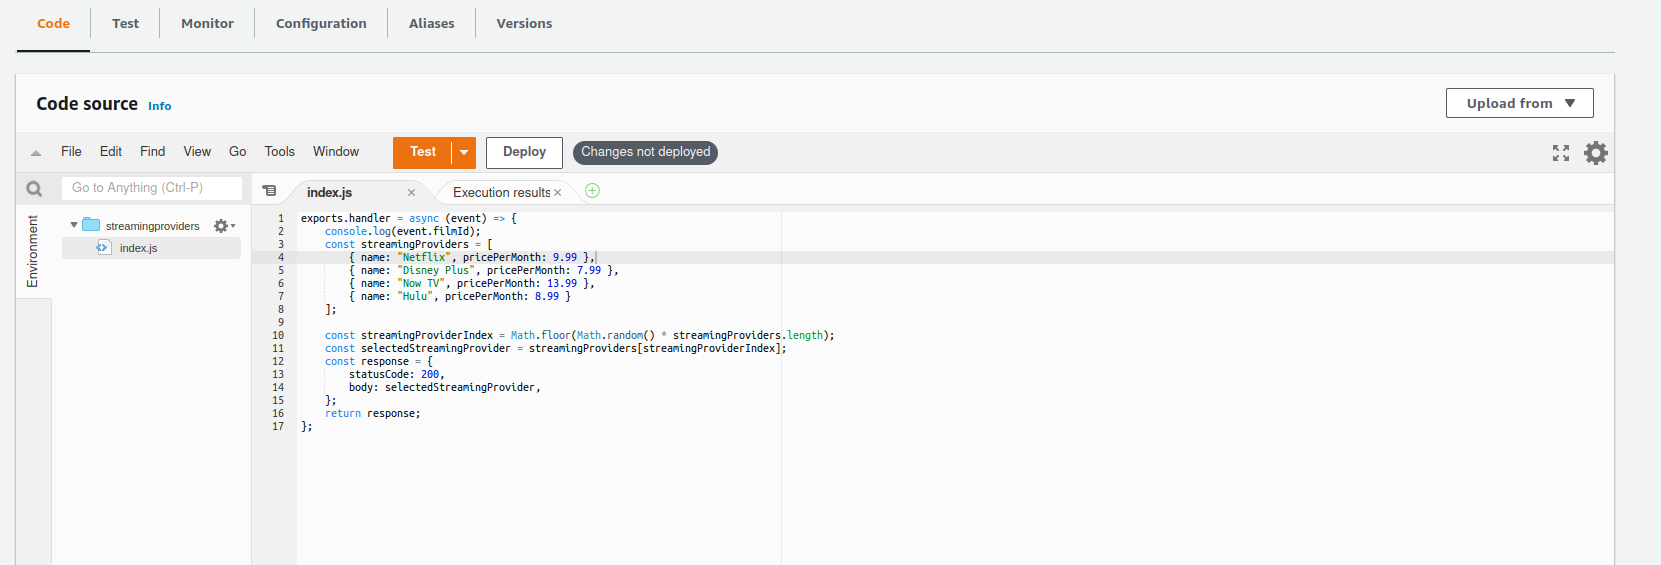 Code Test Monitor Configuration Aliases Versions
Code source Info
Upload from
File Edit Find View Go Tools Window Test Deploy Changes not deployed
Go to Anything (Ctrl-P)
index.js Execution results
Environment
streamingproviders
index.js
1 exports.handler = async (event) => {
2 console.log(event.filmId);
3 const streamingProviders = [
4 { name: "Netflix", pricePerMonth: 9.99 },
5 { name: "Disney Plus", pricePerMonth: 7.99 },
6 { name: "Now TV", pricePerMonth: 13.99 },
7 { name: "Hulu", pricePerMonth: 8.99 }
8 ];
9
10 const streamingProviderIndex = Math.floor(Math.random() * streamingProviders.length);
11 const selectedStreamingProvider = streamingProviders[streamingProviderIndex];
12 const response = {
13 statusCode: 200,
14 body: selectedStreamingProvider,
15 };
16 return response;
17 };